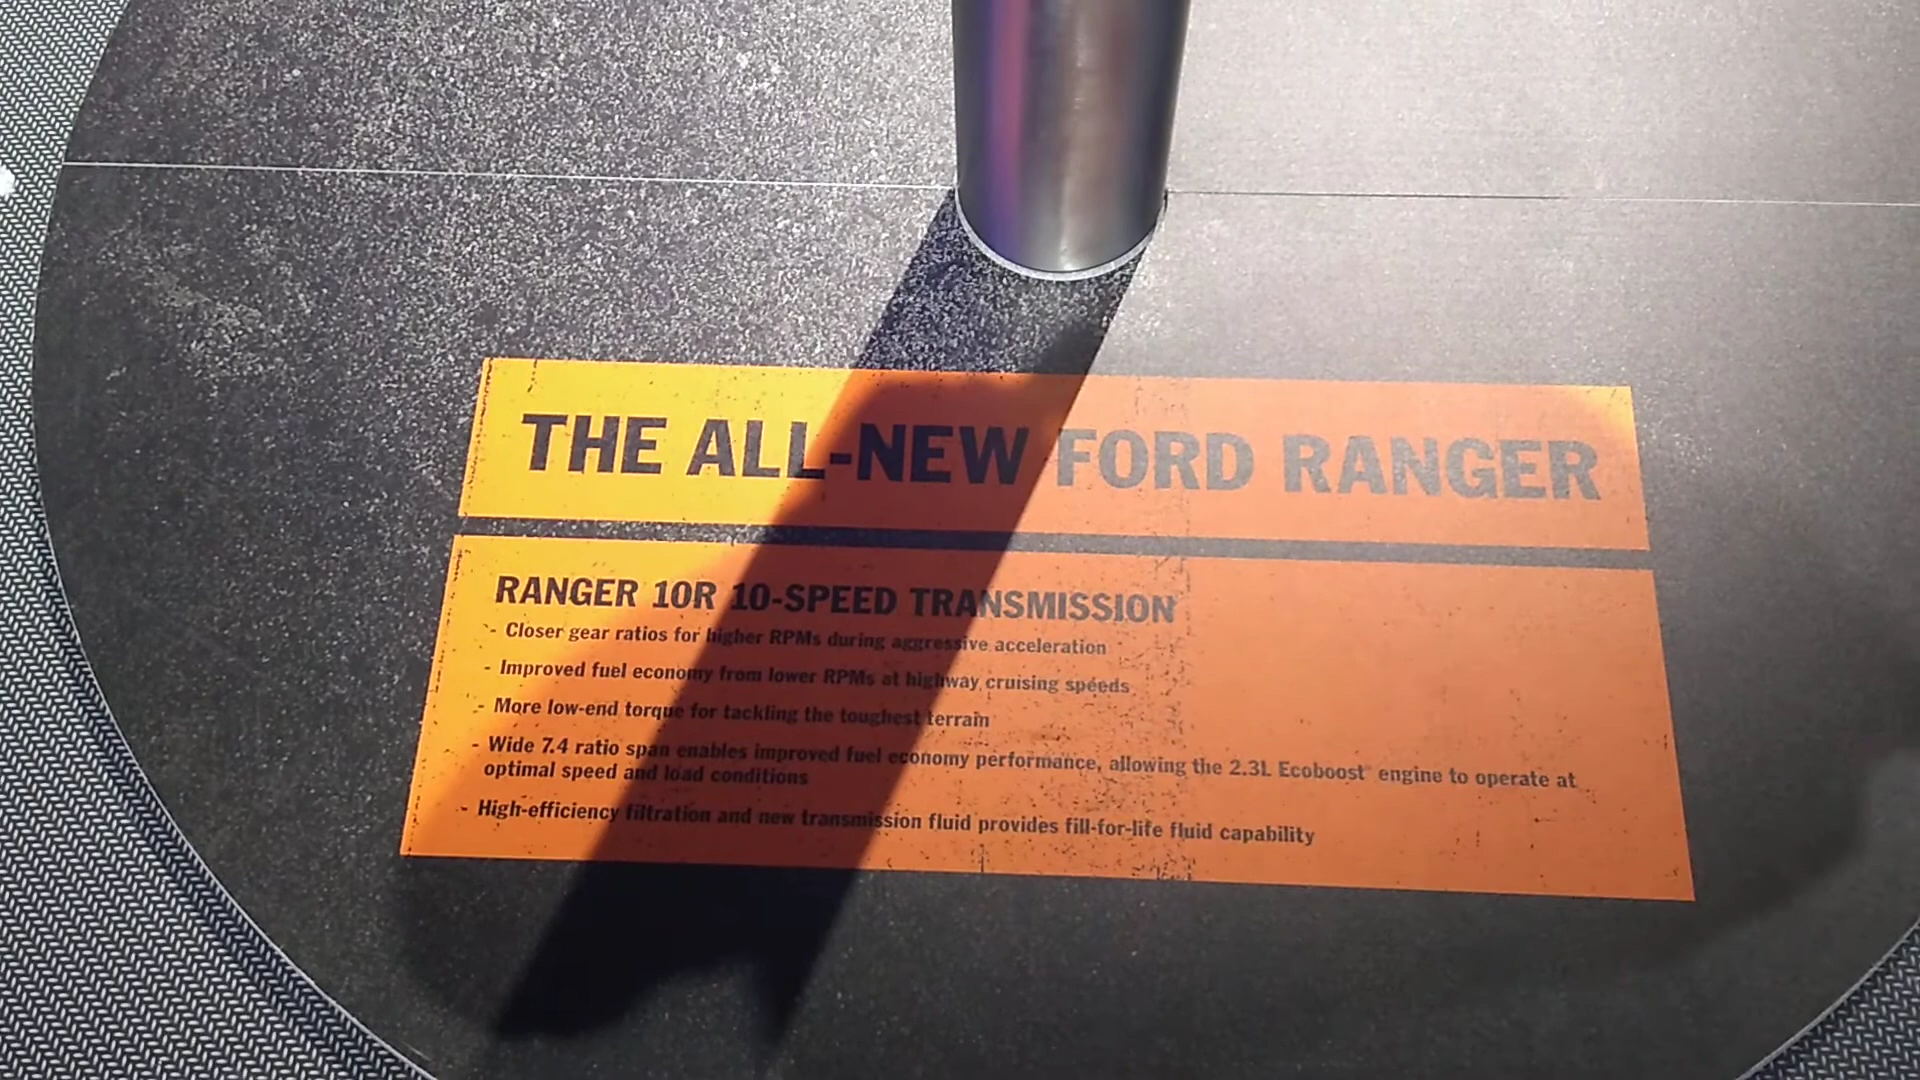 THE ALL-NEW FORD RANGER
RANGER 10R 10-SPEED TRANSMISSION
- Closer gear ratios for higher RPMs during aggressive acceleration
- Improved fuel economy from lower RPMs at highway cruising speeds
- More low-end torque for tackling the toughest terrain
- Wide 7.4 ratio span enables improved fuel economy performance, allowing the 2.3L Ecoboost® engine to operate at
optimal speed and load conditions
- High-efficiency filtration and new transmission fluid provides fill-for-life fluid capability